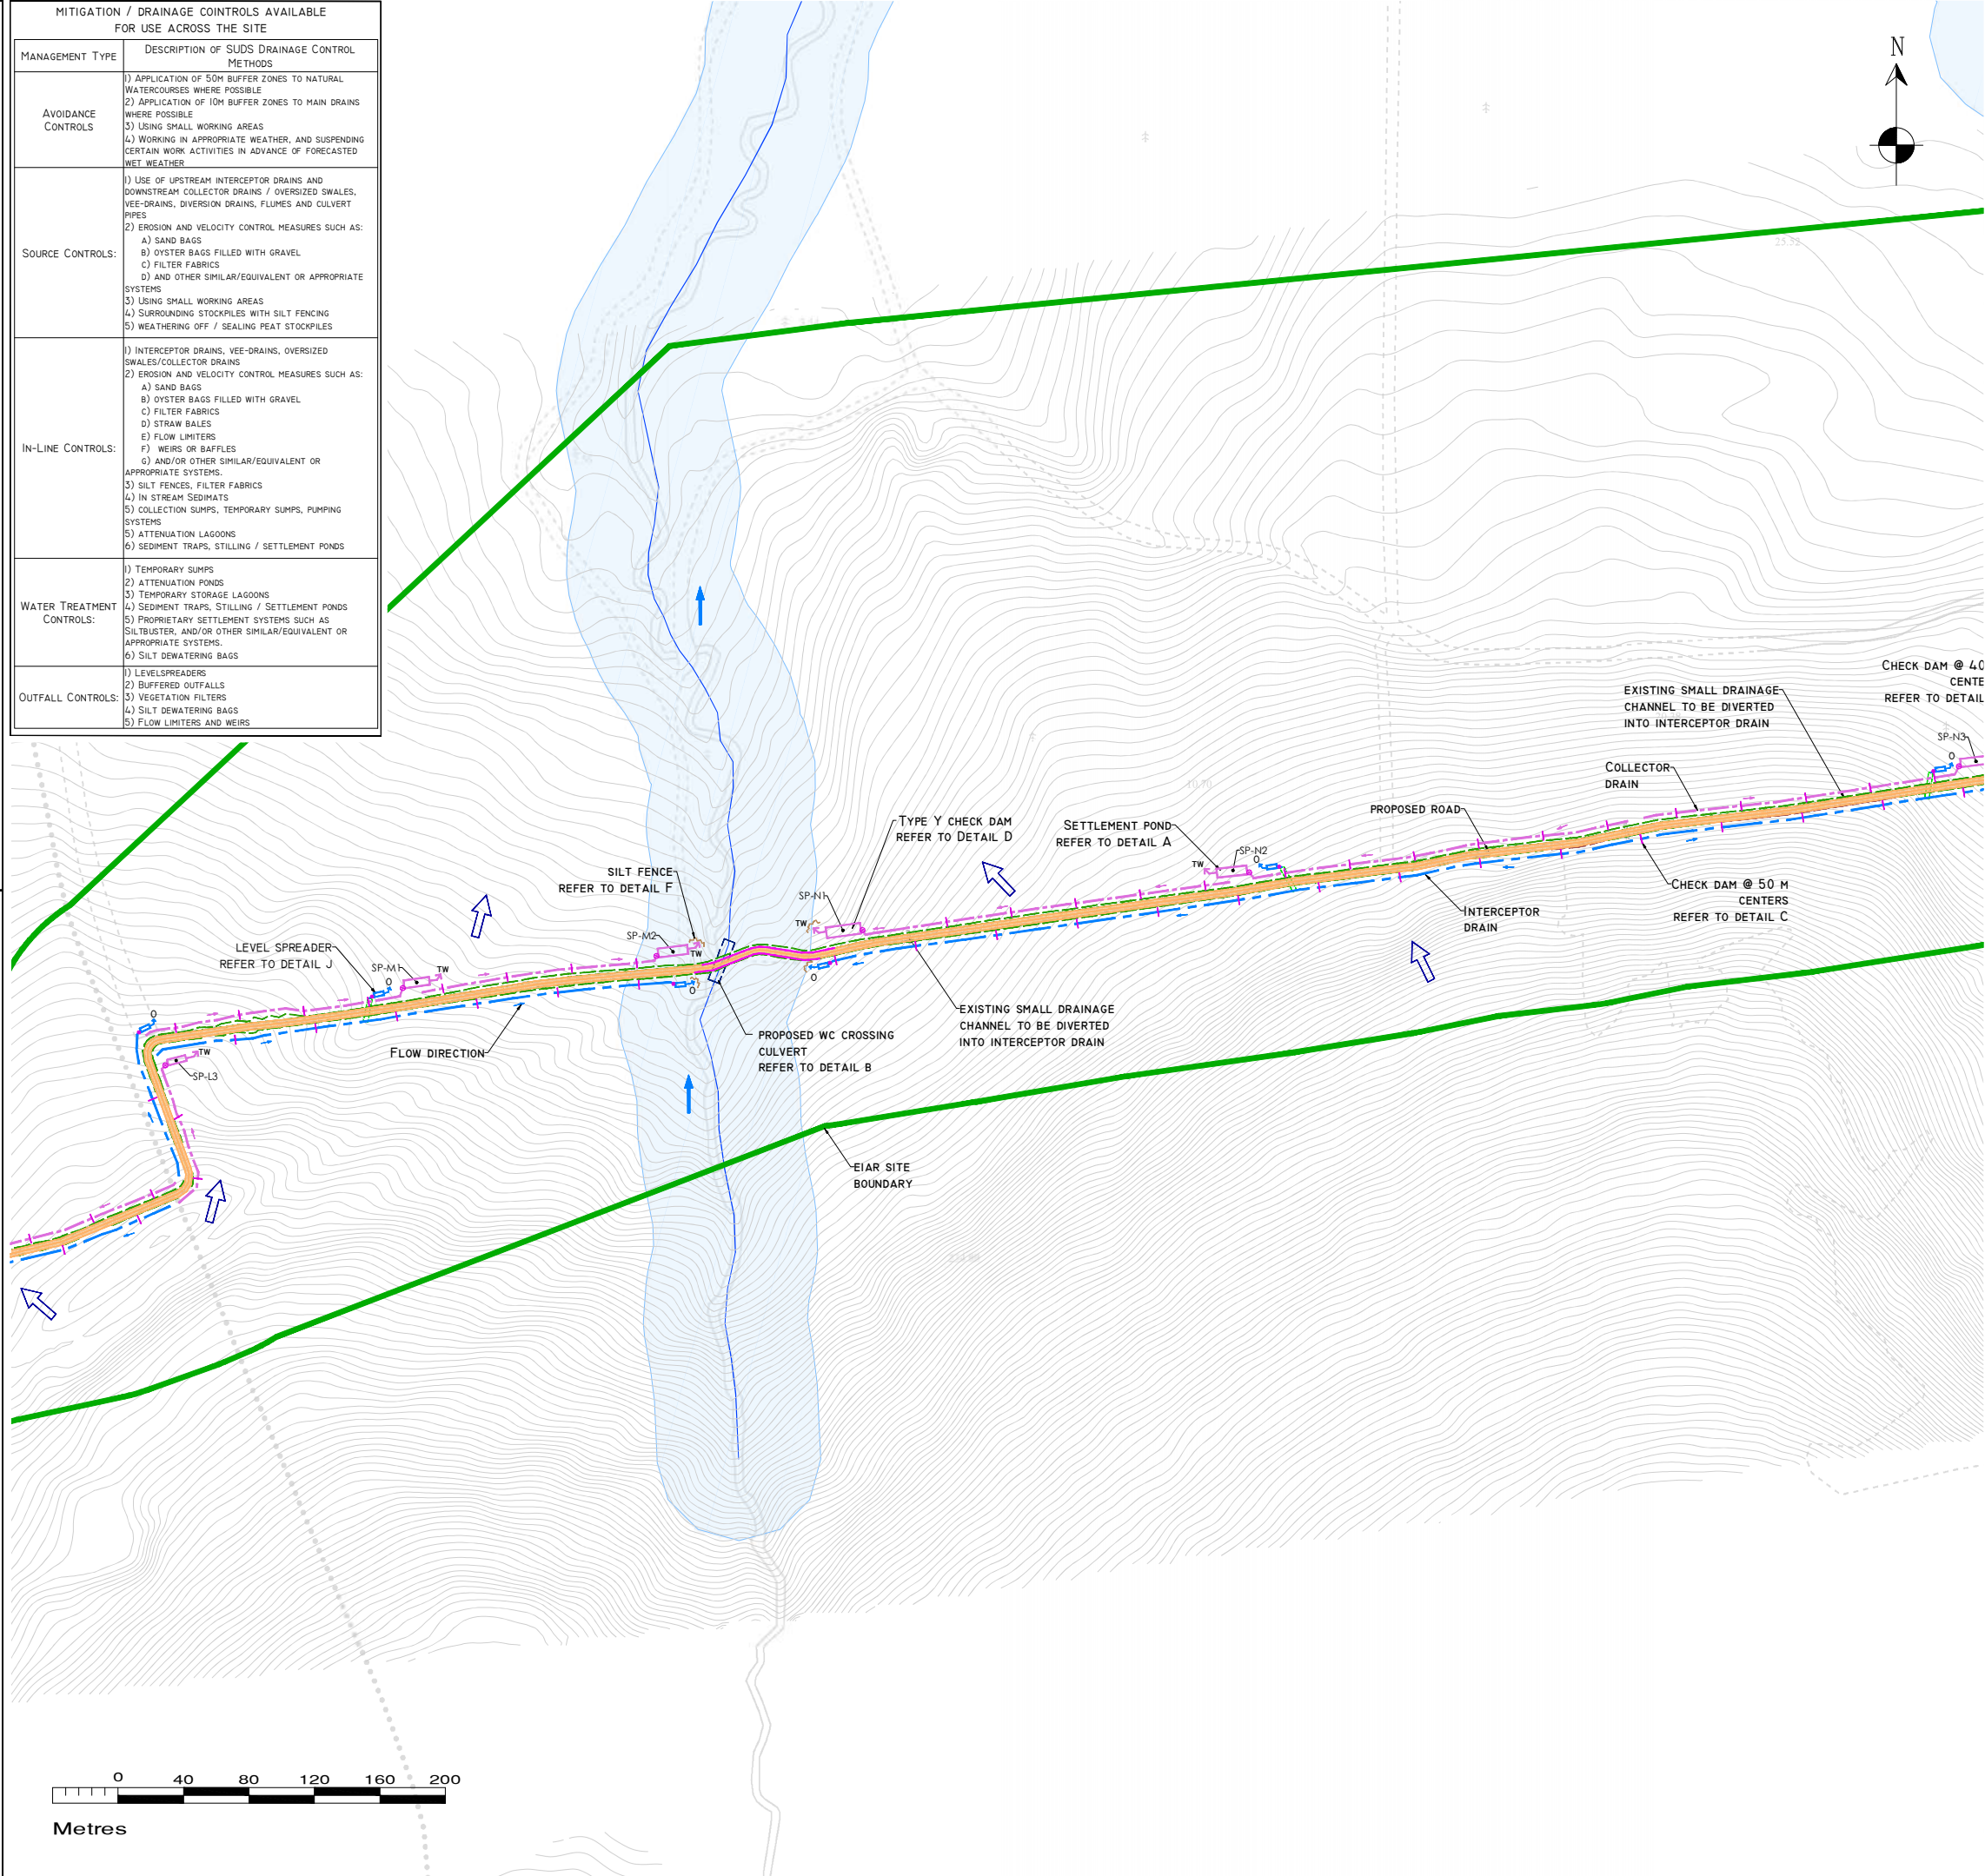 MITIGATION / DRAINAGE COINTROLS AVAILABLE
FOR USE ACROSS THE SITE
MANAGEMENT TYPE
DESCRIPTION OF SUDS DRAINAGE CONTROL
METHODS
AVOIDANCE
CONTROLS
1) APPLICATION OF 50M BUFFER ZONES TO NATURAL
WATERCOURSES WHERE POSSIBLE
2) APPLICATION OF 10M BUFFER ZONES TO MAIN DRAINS
WHERE POSSIBLE
3) USING SMALL WORKING AREAS
4) WORKING IN APPROPRIATE WEATHER, AND SUSPENDING
CERTAIN WORK ACTIVITIES IN ADVANCE OF FORECASTED
WET WEATHER
SOURCE CONTROLS:
1) USE OF UPSTREAM INTERCEPTOR DRAINS AND
DOWNSTREAM COLLECTOR DRAINS / OVERSIZED SWALES,
VEE-DRAINS, DIVERSION DRAINS, FLUMES AND CULVERT
PIPES
2) EROSION AND VELOCITY CONTROL MEASURES SUCH AS:
A) SAND BAGS
B) OYSTER BAGS FILLED WITH GRAVEL
C) FILTER FABRICS
D) AND OTHER SIMILAR/EQUIVALENT OR APPROPRIATE
SYSTEMS
3) USING SMALL WORKING AREAS
4) SURROUNDING STOCKPILES WITH SILT FENCING
5) WEATHERING OFF / SEALING PEAT STOCKPILES
IN-LINE CONTROLS:
1) INTERCEPTOR DRAINS, VEE-DRAINS, OVERSIZED
SWALES/COLLECTOR DRAINS
2) EROSION AND VELOCITY CONTROL MEASURES SUCH AS:
A) SAND BAGS
B) OYSTER BAGS FILLED WITH GRAVEL
C) FILTER FABRICS
D) STRAW BALES
E) FLOW LIMITERS
F) WEIRS OR BAFFLES
G) AND/OR OTHER SIMILAR/EQUIVALENT OR
APPROPRIATE SYSTEMS.
3) SILT FENCES, FILTER FABRICS
4) IN STREAM SEDIMATS
5) COLLECTION SUMPS, TEMPORARY SUMPS, PUMPING
SYSTEMS
5) ATTENUATION LAGOONS
6) SEDIMENT TRAPS, STILLING / SETTLEMENT PONDS
WATER TREATMENT
CONTROLS:
1) TEMPORARY SUMPS
2) ATTENUATION PONDS
3) TEMPORARY STORAGE LAGOONS
4) SEDIMENT TRAPS, STILLING / SETTLEMENT PONDS
5) PROPRIETARY SETTLEMENT SYSTEMS SUCH AS
SILTBUSTER, AND/OR OTHER SIMILAR/EQUIVALENT OR
APPROPRIATE SYSTEMS.
6) SILT DEWATERING BAGS
OUTFALL CONTROLS:
1) LEVELSPREADERS
2) BUFFERED OUTFALLS
3) VEGETATION FILTERS
4) SILT DEWATERING BAGS
5) FLOW LIMITERS AND WEIRS
N
25.52
CHECK DAM @ 40
CENTE
REFER TO DETAIL
EXISTING SMALL DRAINAGE
CHANNEL TO BE DIVERTED
INTO INTERCEPTOR DRAIN
SP-N3
O
COLLECTOR
DRAIN
PROPOSED ROAD
TYPE Y CHECK DAM
REFER TO DETAIL D
SETTLEMENT POND
REFER TO DETAIL A
SP-N2
O
TW
SILT FENCE
REFER TO DETAIL F
CHECK DAM @ 50 M
CENTERS
REFER TO DETAIL C
INTERCEPTOR
DRAIN
SP-N1
TW
SP-M2
TW
LEVEL SPREADER
REFER TO DETAIL J
SP-M1
TW
O
O
O
O
EXISTING SMALL DRAINAGE
CHANNEL TO BE DIVERTED
INTO INTERCEPTOR DRAIN
PROPOSED WC CROSSING
CULVERT
REFER TO DETAIL B
FLOW DIRECTION
TW
SP-L3
EIAR SITE
BOUNDARY
0 40 80 120 160 200
Metres